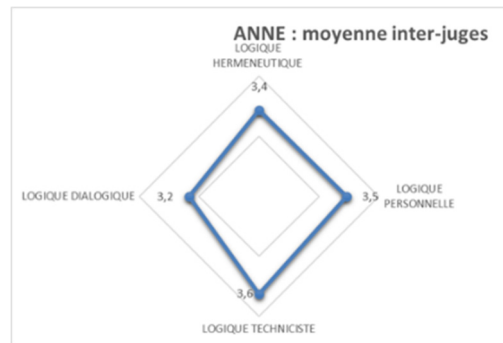 ANNE : moyenne inter-juges
LOGIQUE
HERMENEUTIQUE
3,4
LOGIQUE DIALOGIQUE
3,2
3,5
LOGIQUE
PERSONNELLE
3,6
LOGIQUE TECHNICISTE